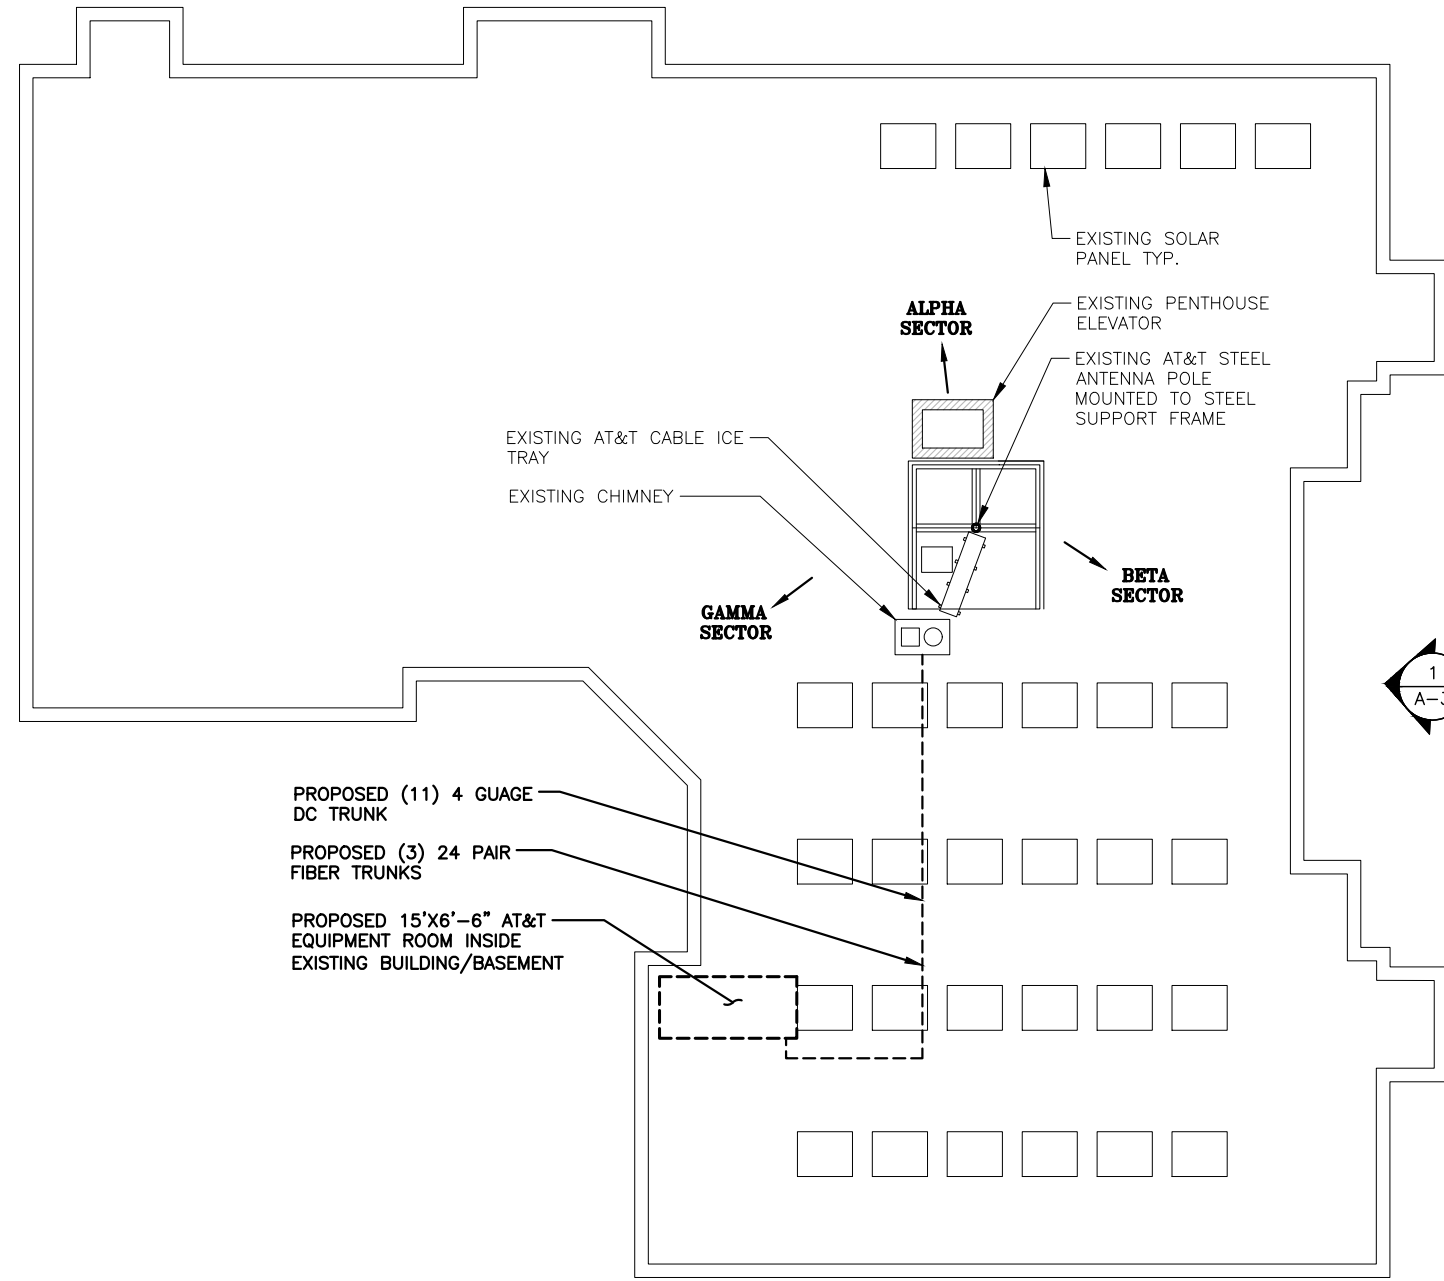 EXISTING SOLAR
PANEL TYP.
ALPHA
SECTOR
EXISTING PENTHOUSE
ELEVATOR
EXISTING AT&T STEEL
ANTENNA POLE
MOUNTED TO STEEL
SUPPORT FRAME
EXISTING AT&T CABLE ICE
TRAY
EXISTING CHIMNEY
BETA
SECTOR
GAMMA
SECTOR
1
PROPOSED (11) 4 GUAGE
DC TRUNK
PROPOSED (3) 24 PAIR
FIBER TRUNKS
PROPOSED 15'X6'-6" AT&T
EQUIPMENT ROOM INSIDE
EXISTING BUILDING/BASEMENT